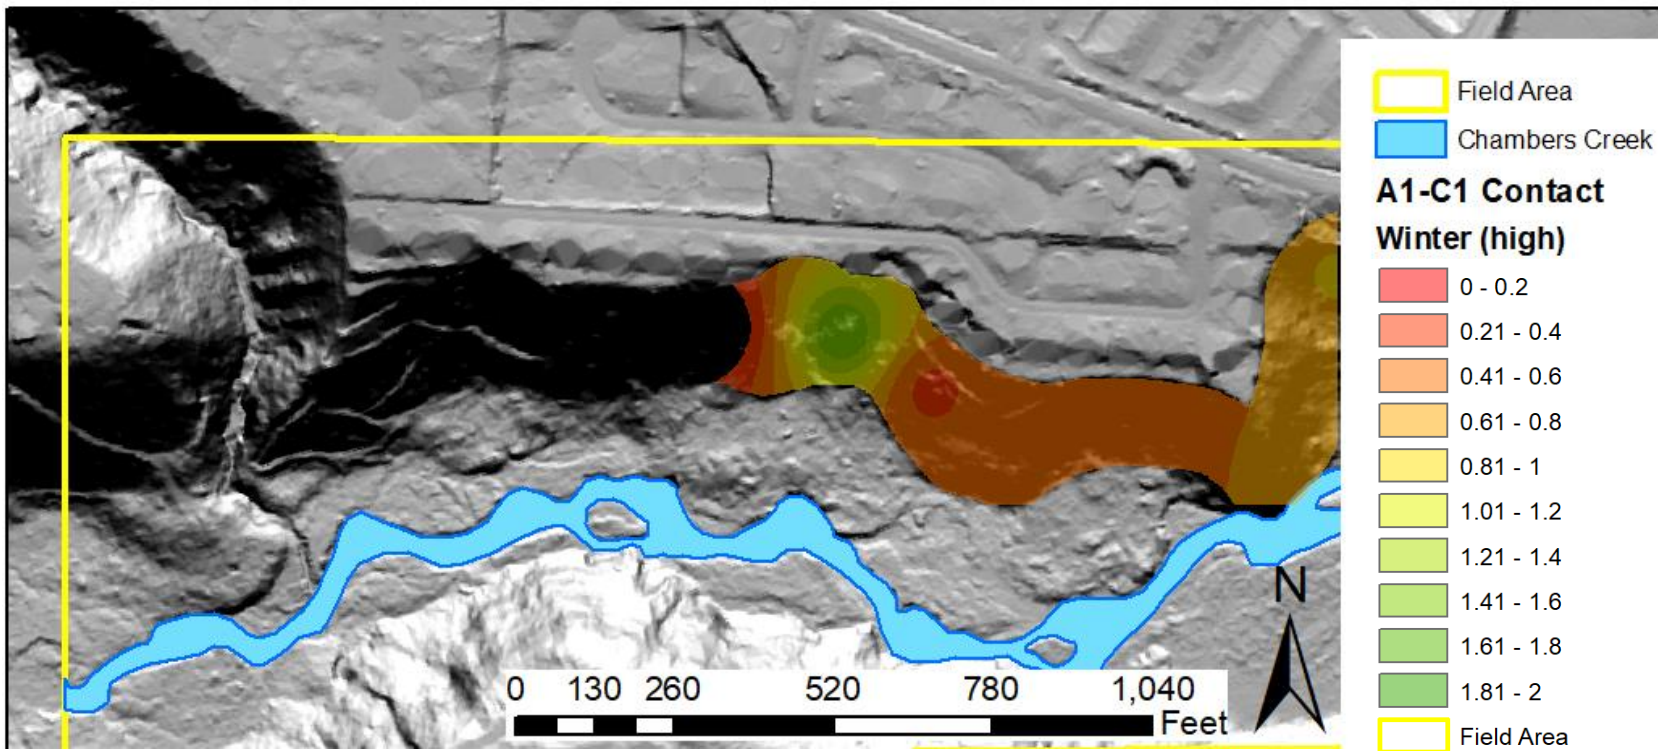 Field Area
Chambers Creek
A1-C1 Contact
Winter (high)
0 - 0.2
0.21 - 0.4
0.41 - 0.6
0.61 - 0.8
0.81 - 1
1.01 - 1.2
1.21 - 1.4
1.41 - 1.6
1.61 - 1.8
1.81 - 2
Field Area
N
0 130 260 520 780 1,040
Feet